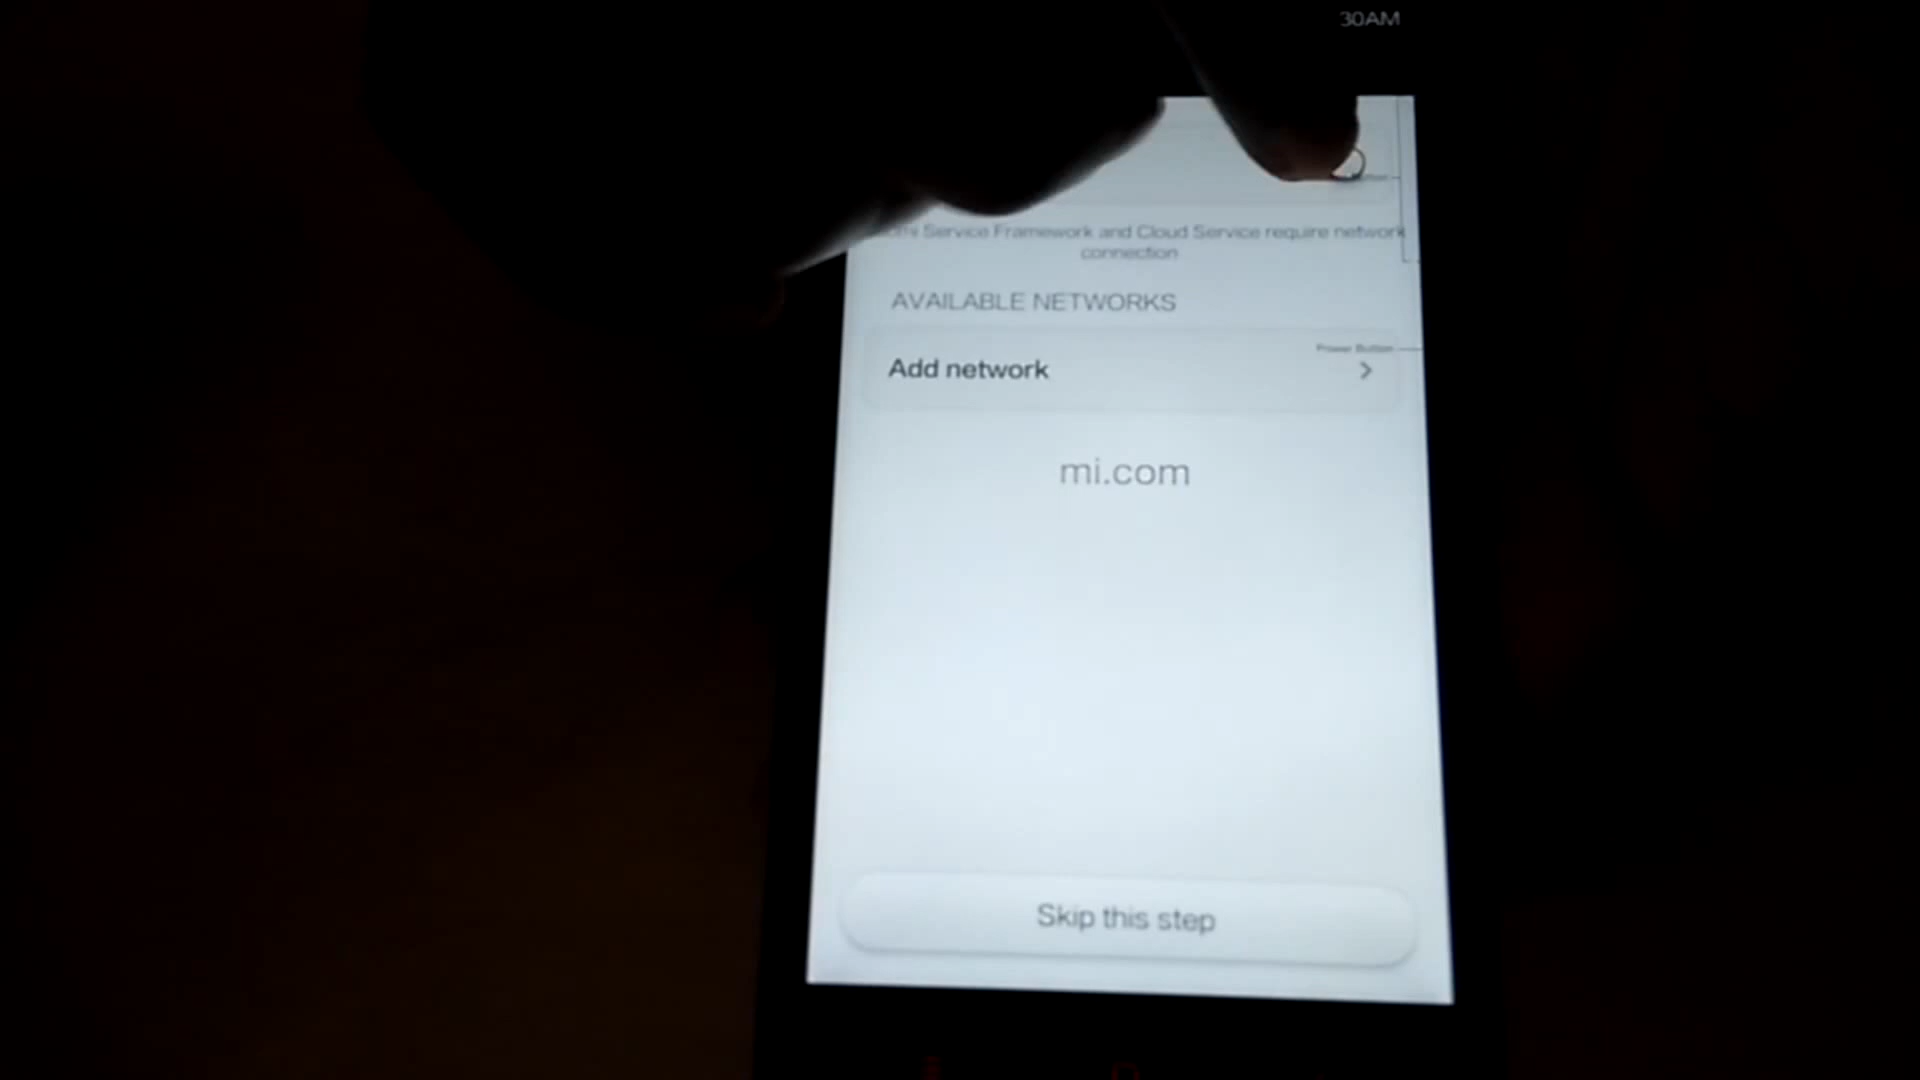 30AM
Service Framework and Cloud Service require network
connection
AVAILABLE NETWORKS
Power Button
Add network
mi.com
Skip this step